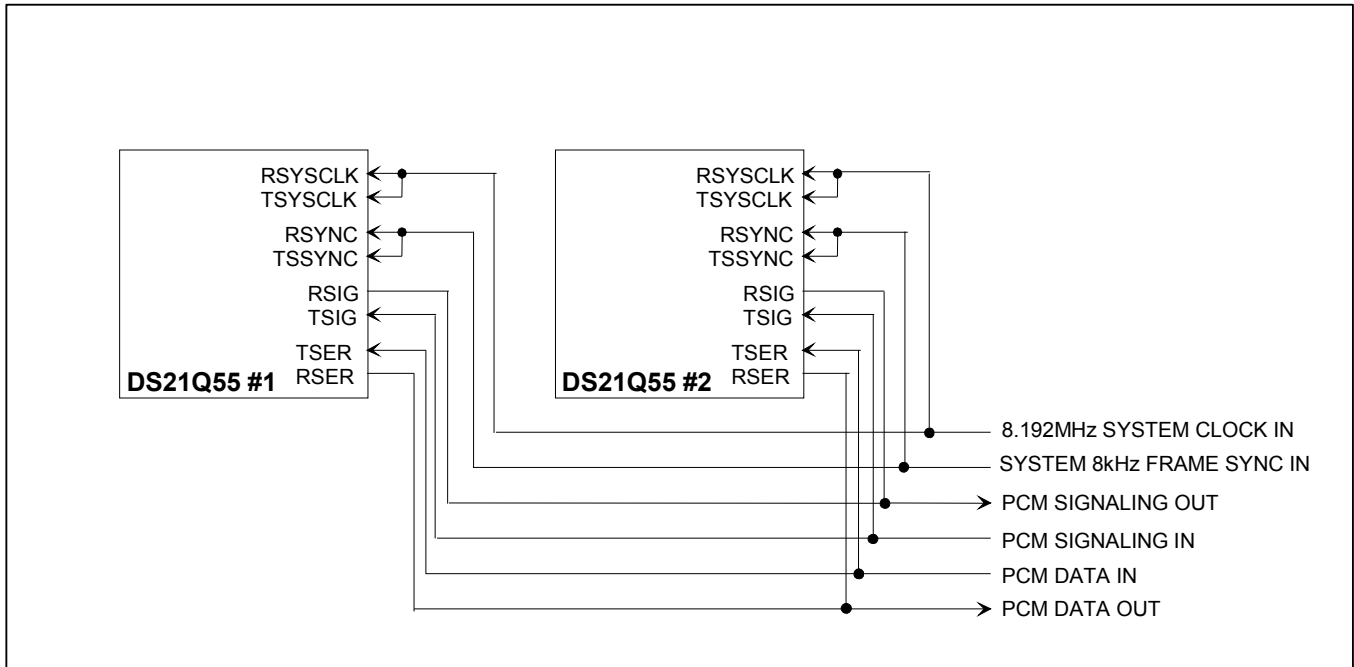 RSYSCLK
TSYSCLK
RSYNC
TSSYNC
RSIG
TSIG
TSER
DS21Q55 #1 RSER
RSYSCLK
TSYSCLK
RSYNC
TSSYNC
RSIG
TSIG
TSER
DS21Q55 #2 RSER
8.192MHz SYSTEM CLOCK IN
SYSTEM 8kHz FRAME SYNC IN
PCM SIGNALING OUT
PCM SIGNALING IN
PCM DATA IN
PCM DATA OUT